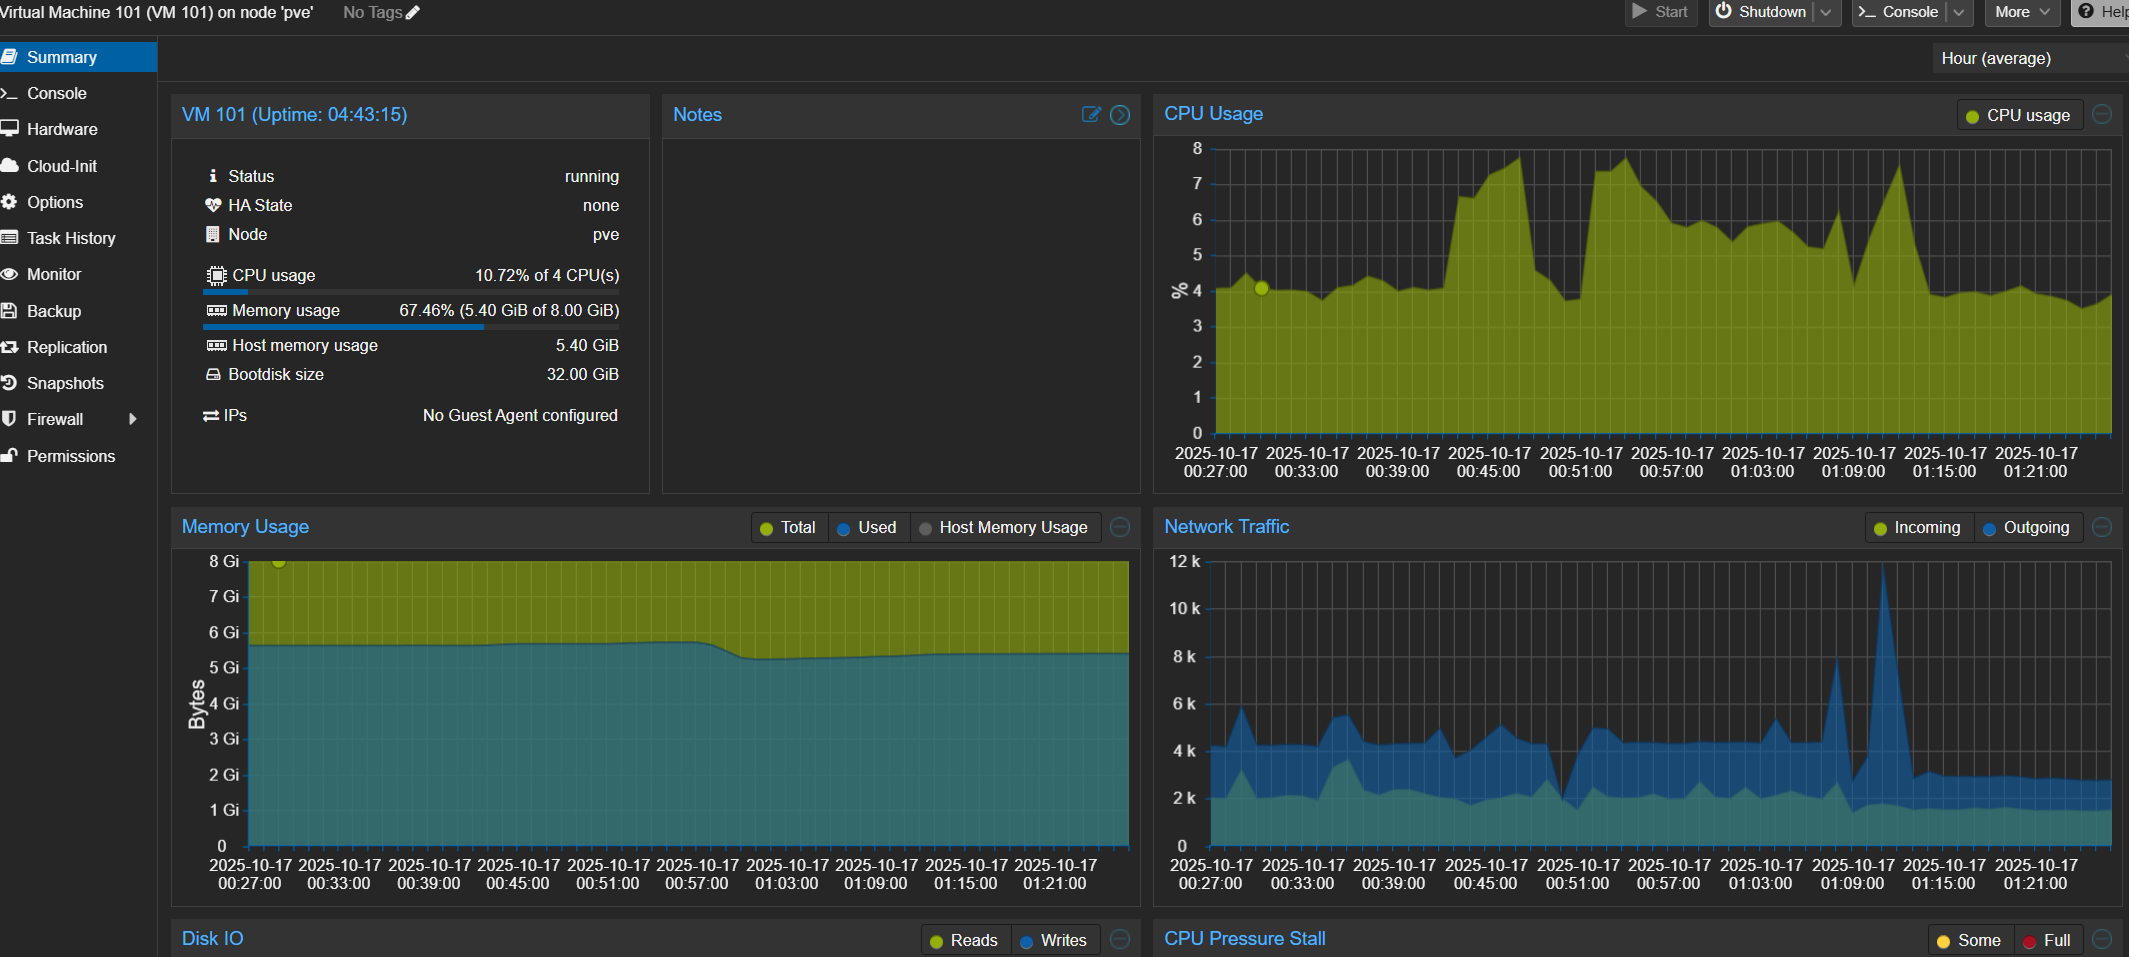 Virtual Machine 101 (VM 101) on node 'pve'
No Tags
Start
Shutdown
Console
More
Help
Summary
Console
Hardware
Cloud-Init
Options
Task History
Monitor
Backup
Replication
Snapshots
Firewall
Permissions
Hour (average)
VM 101 (Uptime: 04:43:15)
Status running
HA State none
Node pve
CPU usage 10.72% of 4 CPU(s)
Memory usage 67.46% (5.40 GiB of 8.00 GiB)
Host memory usage 5.40 GiB
Bootdisk size 32.00 GiB
IPs No Guest Agent configured
Notes
CPU Usage
CPU usage
8
7
6
5
4
3
2
1
0
%
2025-10-17 2025-10-17 2025-10-17 2025-10-17 2025-10-17 2025-10-17 2025-10-17 2025-10-17 2025-10-17 2025-10-17
00:27:00 00:33:00 00:39:00 00:45:00 00:51:00 00:57:00 01:03:00 01:09:00 01:15:00 01:21:00
Memory Usage
Total Used Host Memory Usage
8 Gi
7 Gi
6 Gi
5 Gi
4 Gi
3 Gi
2 Gi
1 Gi
0
Bytes
2025-10-17 2025-10-17 2025-10-17 2025-10-17 2025-10-17 2025-10-17 2025-10-17 2025-10-17 2025-10-17 2025-10-17
00:27:00 00:33:00 00:39:00 00:45:00 00:51:00 00:57:00 01:03:00 01:09:00 01:15:00 01:21:00
Network Traffic
Incoming Outgoing
12 k
10 k
8 k
6 k
4 k
2 k
0
2025-10-17 2025-10-17 2025-10-17 2025-10-17 2025-10-17 2025-10-17 2025-10-17 2025-10-17 2025-10-17 2025-10-17
00:27:00 00:33:00 00:39:00 00:45:00 00:51:00 00:57:00 01:03:00 01:09:00 01:15:00 01:21:00
Disk IO
Reads Writes
CPU Pressure Stall
Some Full